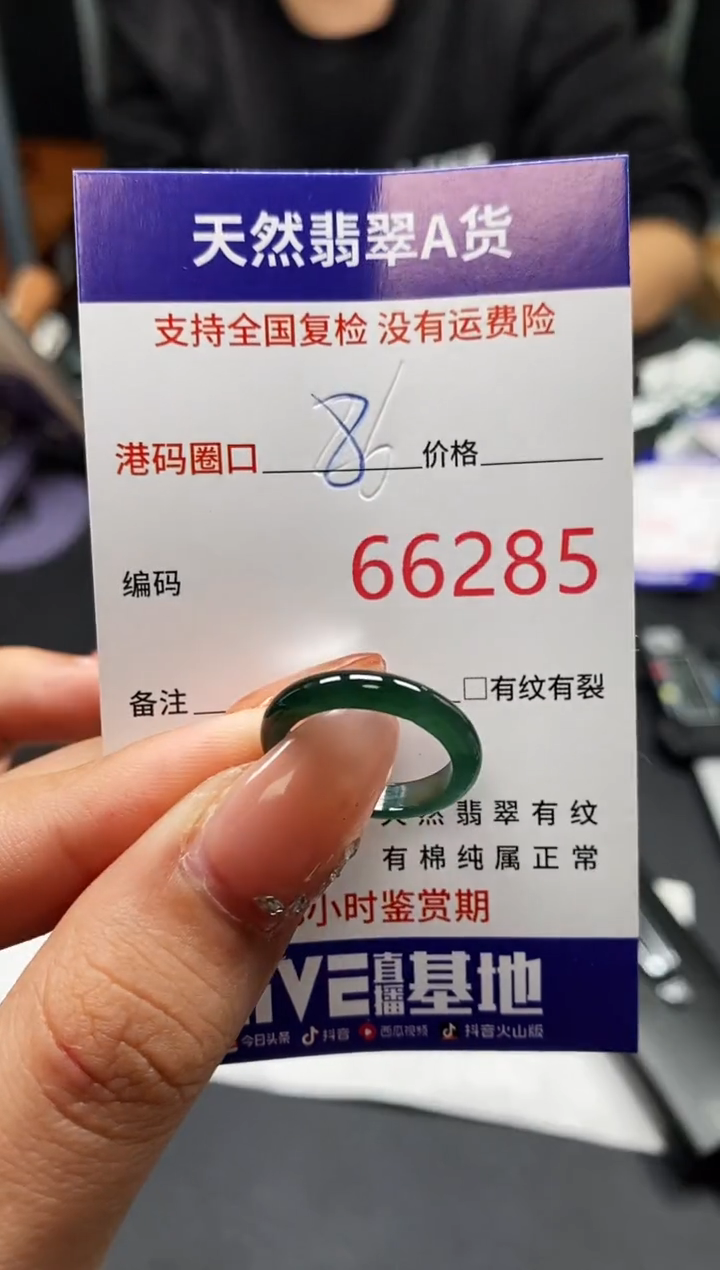 天然翡翠A货
支持全国复检 没有运费险
港码圈口 8 价格
编码 66285
备注 □有纹有裂
天然翡翠有纹
有棉纯属正常
小时鉴赏期
直播基地
今日头条 抖音 西瓜视频 抖音火山版